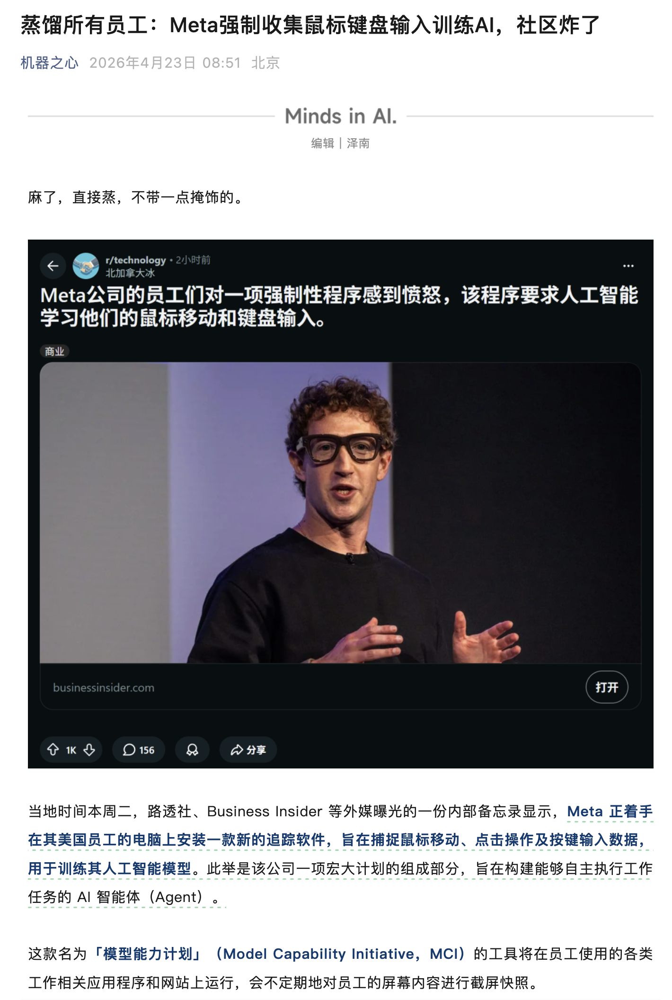 蒸馏所有员工：Meta强制收集鼠标键盘输入训练AI，社区炸了
机器之心 2026年4月23日 08:51 北京
Minds in AI.
编辑｜泽南
麻了，直接蒸，不带一点掩饰的。
r/technology • 2小时前
北加拿大冰
Meta公司的员工们对一项强制性程序感到愤怒，该程序要求人工智能
学习他们的鼠标移动和键盘输入。
商业
businessinsider.com
打开
1K 156 分享
当地时间本周二，路透社、Business Insider 等外媒曝光的一份内部备忘录显示，Meta 正着手
在其美国员工的电脑上安装一款新的追踪软件，旨在捕捉鼠标移动、点击操作及按键输入数据，
用于训练其人工智能模型。此举是该公司一项宏大计划的组成部分，旨在构建能够自主执行工作
任务的 AI 智能体（Agent）。
这款名为「模型能力计划」（Model Capability Initiative，MCI）的工具将在员工使用的各类
工作相关应用程序和网站上运行，会不定期地对员工的屏幕内容进行截屏快照。